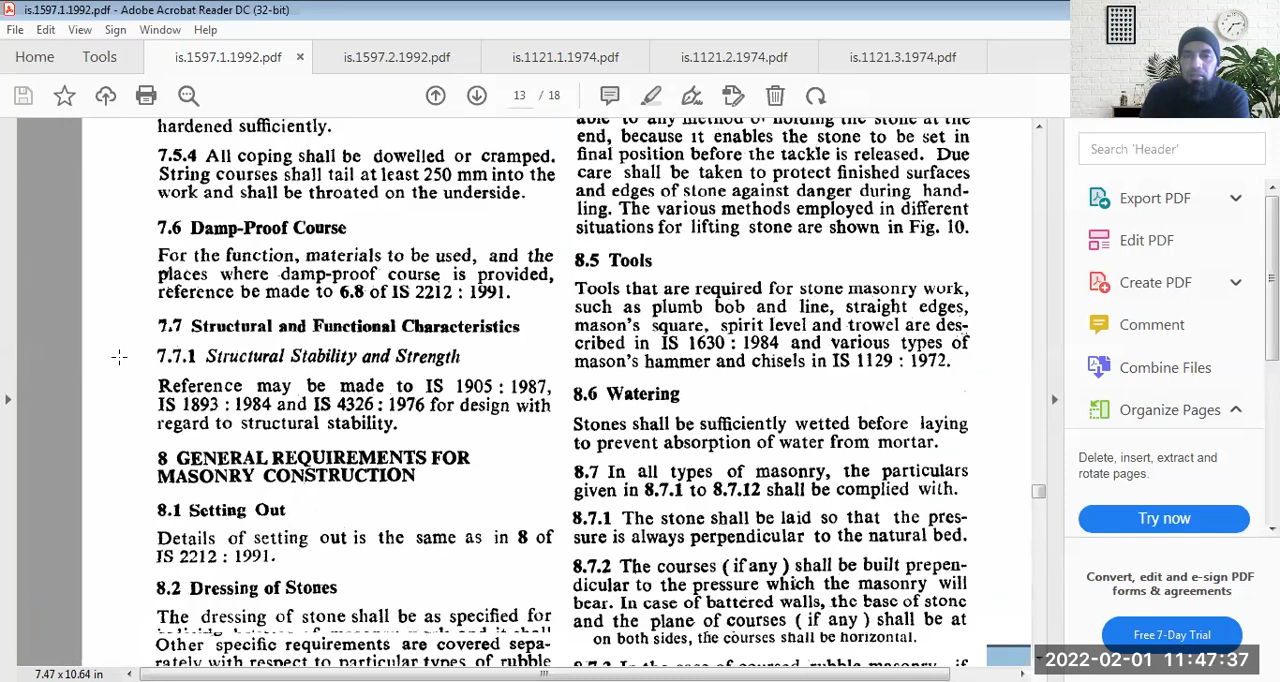 is.1597.1.1992.pdf - Adobe Acrobat Reader DC (32-bit)
File Edit View Sign Window Help
Home Tools is.1597.1.1992.pdf × is.1597.2.1992.pdf is.1121.1.1974.pdf is.1121.2.1974.pdf is.1121.3.1974.pdf
13 / 18
hardened sufficiently.
7.5.4 All coping shall be dowelled or cramped.
String courses shall tail at least 250 mm into the
work and shall be throated on the underside.
7.6 Damp-Proof Course
For the function, materials to be used, and the
places where damp-proof course is provided,
reference be made to 6.8 of IS 2212 : 1991.
7.7 Structural and Functional Characteristics
7.7.1 Structural Stability and Strength
Reference may be made to IS 1905 : 1987,
IS 1893 : 1984 and IS 4326 : 1976 for design with
regard to structural stability.
8 GENERAL REQUIREMENTS FOR
MASONRY CONSTRUCTION
8.1 Setting Out
Details of setting out is the same as in 8 of
IS 2212 : 1991.
8.2 Dressing of Stones
The dressing of stone shall be as specified for
Other specific requirements are covered sepa-
rately with respect to particular types of rubble
able to any method of holding the stone at the
end, because it enables the stone to be set in
final position before the tackle is released. Due
care shall be taken to protect finished surfaces
and edges of stone against danger during hand-
ling. The various methods employed in different
situations for lifting stone are shown in Fig. 10.
8.5 Tools
Tools that are required for stone masonry work,
such as plumb bob and line, straight edges,
mason's square, spirit level and trowel are des-
cribed in IS 1630 : 1984 and various types of
mason's hammer and chisels in IS 1129 : 1972.
8.6 Watering
Stones shall be sufficiently wetted before laying
to prevent absorption of water from mortar.
8.7 In all types of masonry, the particulars
given in 8.7.1 to 8.7.12 shall be complied with.
8.7.1 The stone shall be laid so that the pres-
sure is always perpendicular to the natural bed.
8.7.2 The courses ( if any ) shall be built prepen-
dicular to the pressure which the masonry will
bear. In case of battered walls, the base of stone
and the plane of courses ( if any ) shall be at
on both sides, the courses shall be horizontal.
8.7.3 In the case of coursed rubble masonry, if
Search 'Header'
Export PDF
Edit PDF
Create PDF
Comment
Combine Files
Organize Pages
Delete, insert, extract and
rotate pages.
Try now
Convert, edit and e-sign PDF
forms & agreements
Free 7-Day Trial
7.47 x 10.64 in
2022-02-01 11:47:37